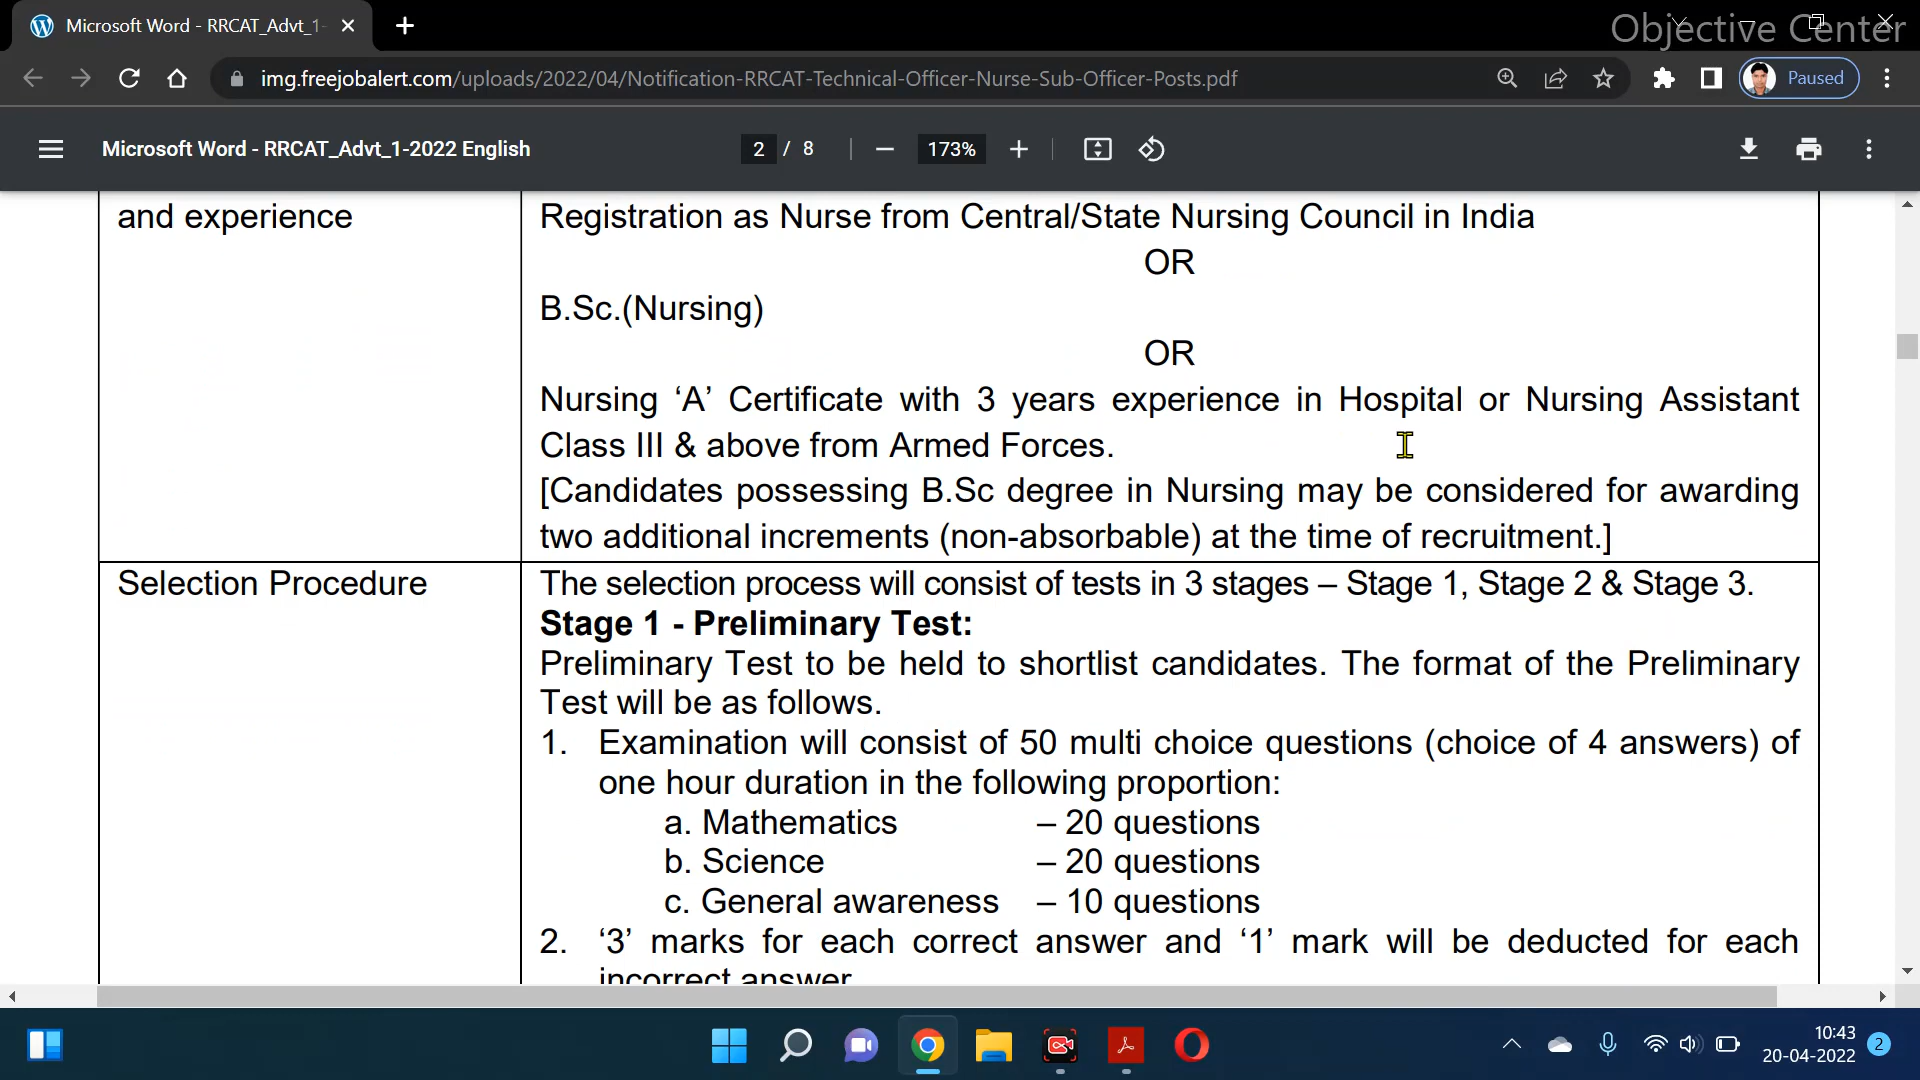 Microsoft Word - RRCAT_Advt_1-
Objective Center
img.freejobalert.com/uploads/2022/04/Notification-RRCAT-Technical-Officer-Nurse-Sub-Officer-Posts.pdf
Paused
Microsoft Word - RRCAT_Advt_1-2022 English
2 / 8
173%
and experience
Registration as Nurse from Central/State Nursing Council in India
OR
B.Sc.(Nursing)
OR
Nursing ‘A’ Certificate with 3 years experience in Hospital or Nursing Assistant
Class III & above from Armed Forces.
[Candidates possessing B.Sc degree in Nursing may be considered for awarding
two additional increments (non-absorbable) at the time of recruitment.]
Selection Procedure
The selection process will consist of tests in 3 stages – Stage 1, Stage 2 & Stage 3.
Stage 1 - Preliminary Test:
Preliminary Test to be held to shortlist candidates. The format of the Preliminary
Test will be as follows.
1. Examination will consist of 50 multi choice questions (choice of 4 answers) of
one hour duration in the following proportion:
a. Mathematics – 20 questions
b. Science – 20 questions
c. General awareness – 10 questions
2. ‘3’ marks for each correct answer and ‘1’ mark will be deducted for each
incorrect answer
10:43
20-04-2022
2